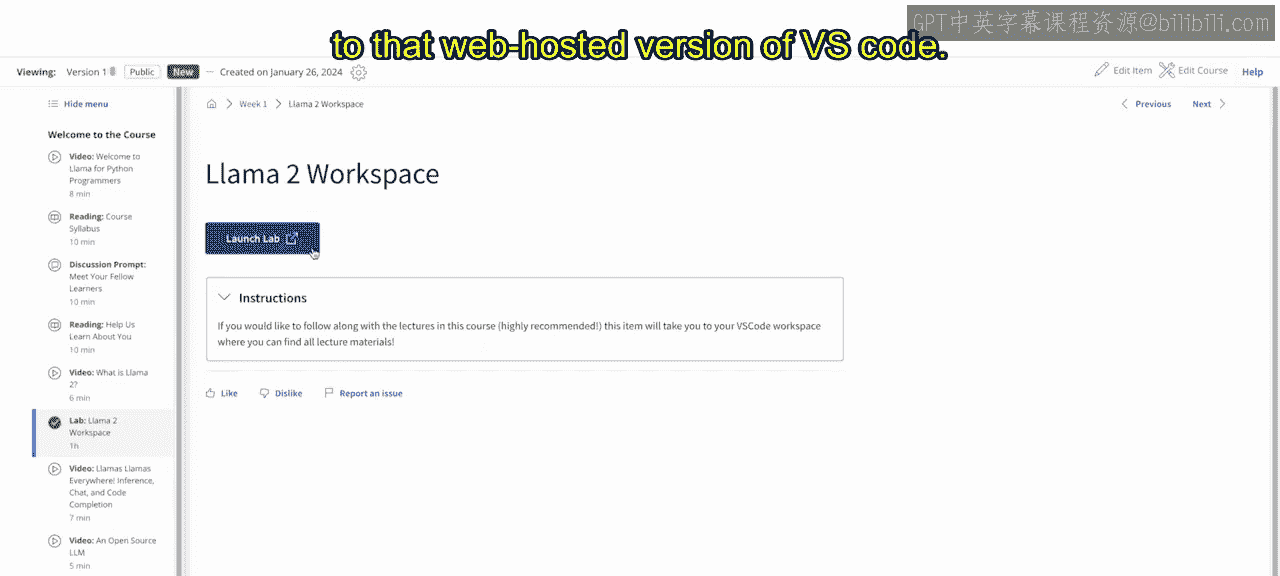 GPT中英字幕课程资源@bilibili.com
to that web-hosted version of VS code.
Viewing: Version 1 Public New — Created on January 26, 2024
Edit Item Edit Course Help
Hide menu
Week 1 Llama 2 Workspace
Previous Next
Welcome to the Course
Video: Welcome to
Llama for Python
Programmers
8 min
Reading: Course
Syllabus
10 min
Discussion Prompt:
Meet Your Fellow
Learners
10 min
Reading: Help Us
Learn About You
10 min
Video: What is Llama
2?
6 min
Lab: Llama 2
Workspace
1h
Video: Llamas Llamas
Everywhere! Inference,
Chat, and Code
Completion
7 min
Video: An Open Source
LLM
5 min
Llama 2 Workspace
Launch Lab
Instructions
If you would like to follow along with the lectures in this course (highly recommended!) this item will take you to your VSCode workspace
where you can find all lecture materials!
Like Dislike Report an issue